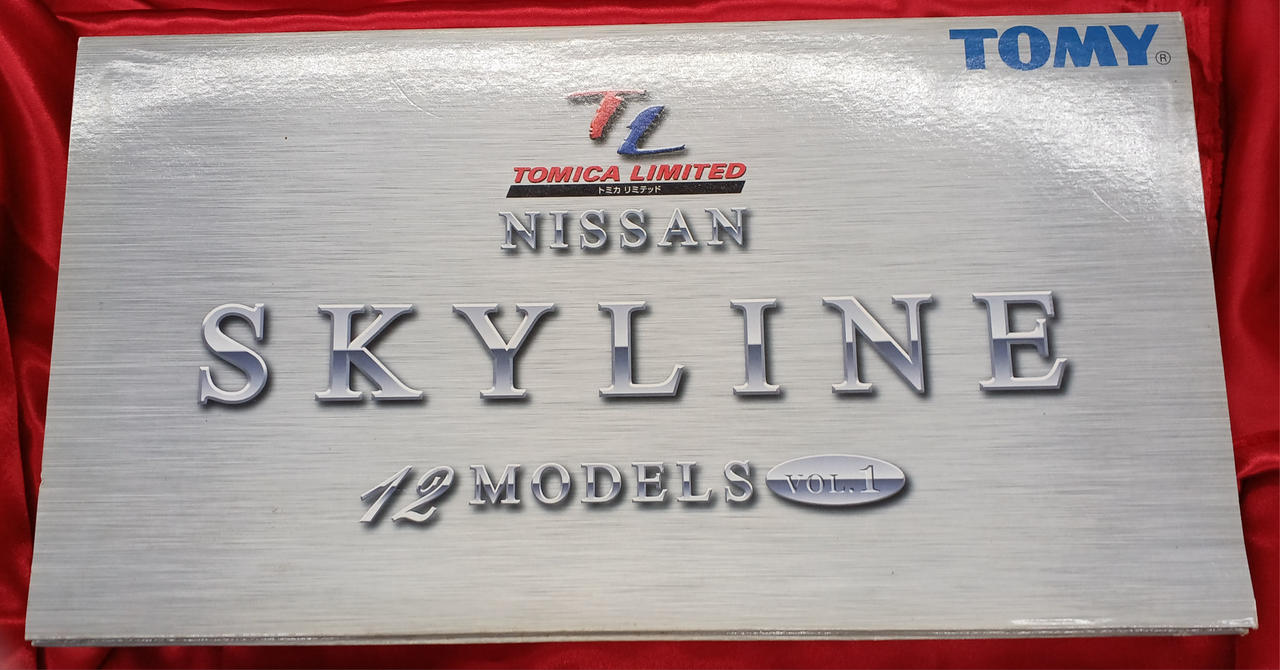 TOMY®
TL
TOMICA LIMITED
トミカ リミテッド
NISSAN
SKYLINE
12 MODELS VOL.1